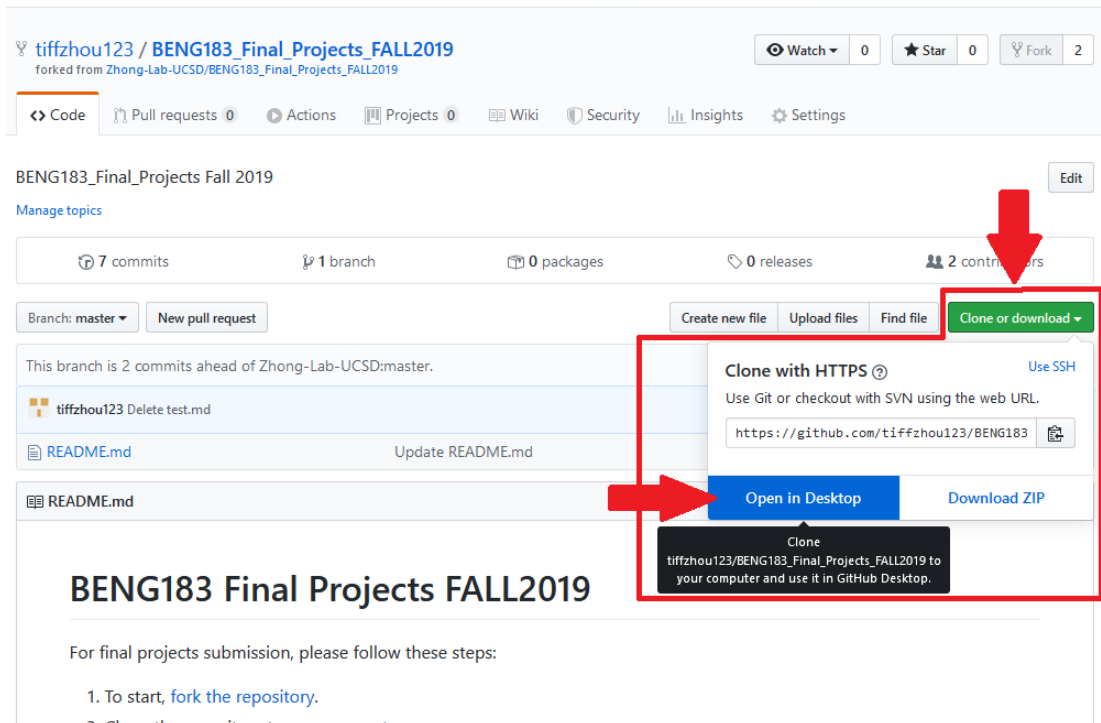 tiffzhou123 / BENG183_Final_Projects_FALL2019
Watch 0 Star 0 Fork 2
forked from Zhong-Lab-UCSD/BENG183_Final_Projects_FALL2019
Code Pull requests 0 Actions Projects 0 Wiki Security Insights Settings
BENG183_Final_Projects Fall 2019
Edit
Manage topics
7 commits 1 branch 0 packages 0 releases 2
Branch: master New pull request Create new file Upload files Find file Clone or download
This branch is 2 commits ahead of Zhong-Lab-UCSD:master.
tiffzhou123 Delete test.md
README.md Update README.md
Clone with HTTPS Use SSH
Use Git or checkout with SVN using the web URL.
https://github.com/tiffzhou123/BENG183
Open in Desktop Download ZIP
Clone
tiffzhou123/BENG183_Final_Projects_FALL2019 to
your computer and use it in GitHub Desktop.
README.md
BENG183 Final Projects FALL2019
For final projects submission, please follow these steps:
1. To start, fork the repository.